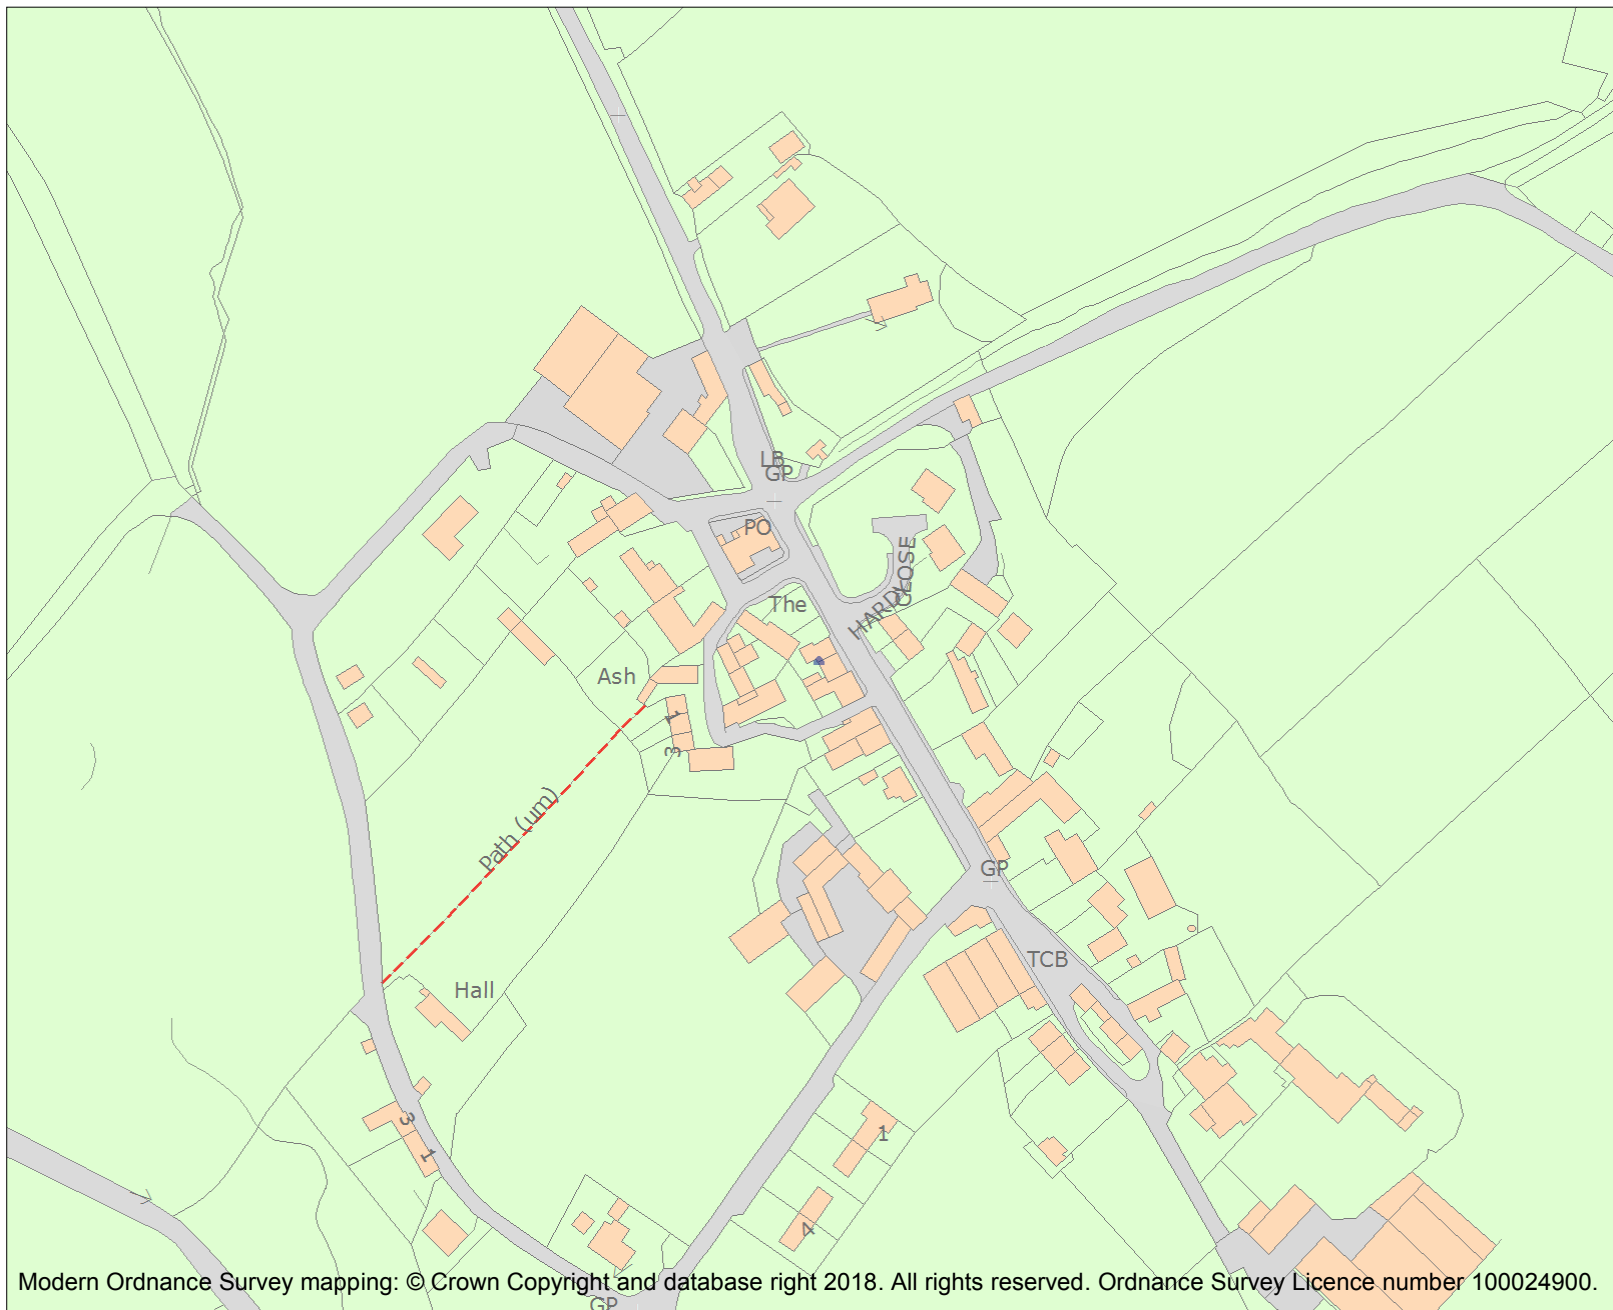 LB
GP
PO
HARDY
CLOSE
The
Ash
1
3
Path (um)
GP
TCB
Hall
3
1
1
4
GP
Modern Ordnance Survey mapping: © Crown Copyright and database right 2018. All rights reserved. Ordnance Survey Licence number 100024900.